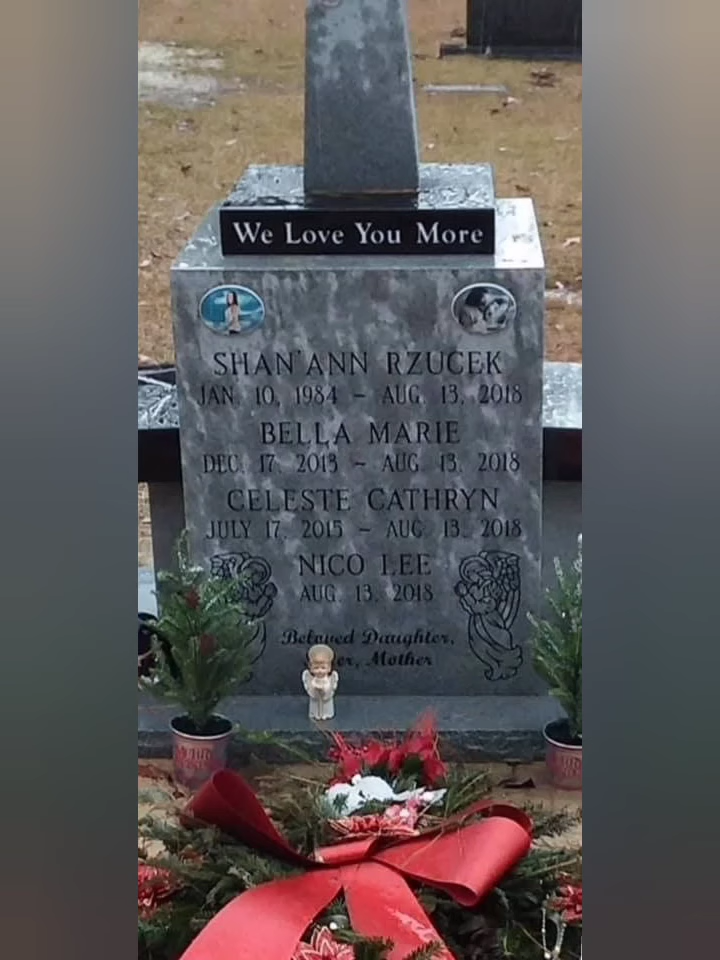 We Love You More
SHAN'ANN RZUCEK
JAN. 10, 1984 – AUG. 13, 2018
BELLA MARIE
DEC. 17, 2013 – AUG. 13, 2018
CELESTE CATHRYN
JULY 17, 2015 – AUG. 13, 2018
NICO LEE
AUG. 13, 2018
Beloved Daughter,
Mother